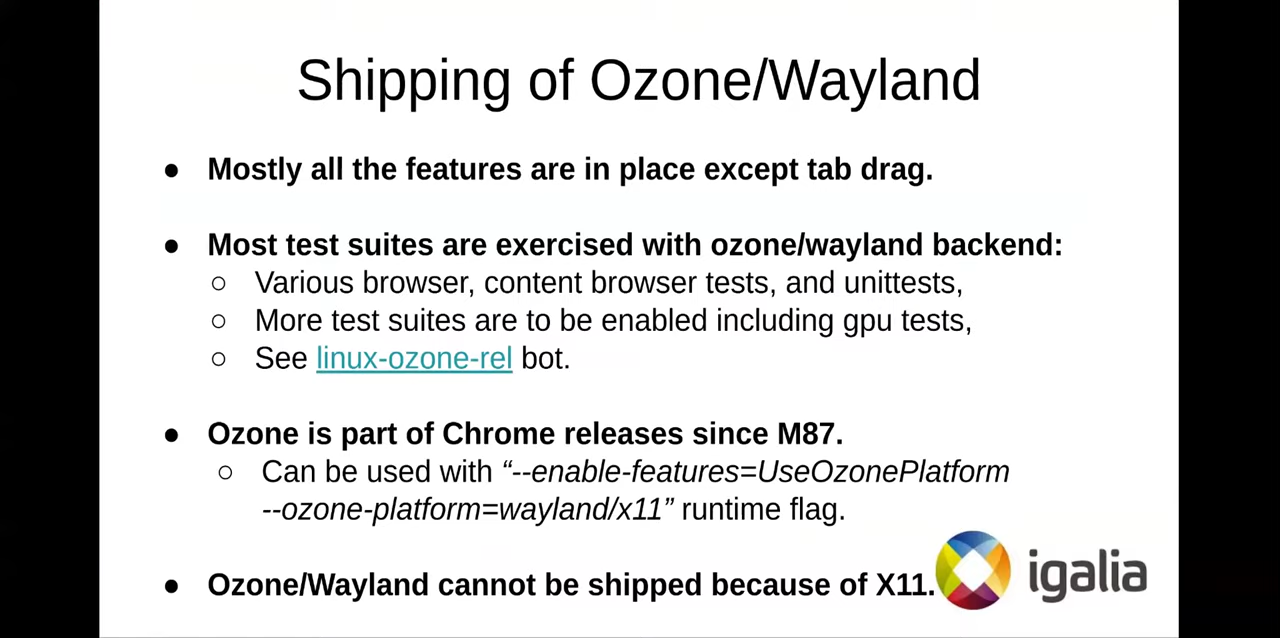 Shipping of Ozone/Wayland
● Mostly all the features are in place except tab drag.
● Most test suites are exercised with ozone/wayland backend:
○ Various browser, content browser tests, and unittests,
○ More test suites are to be enabled including gpu tests,
○ See linux-ozone-rel bot.
● Ozone is part of Chrome releases since M87.
○ Can be used with “--enable-features=UseOzonePlatform
--ozone-platform=wayland/x11” runtime flag.
● Ozone/Wayland cannot be shipped because of X11.
igalia